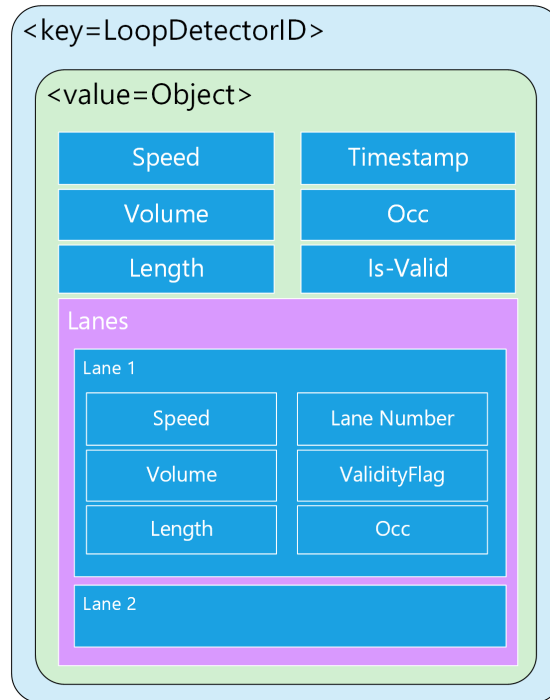 <key=LoopDetectorID>
<value=Object>
Speed
Timestamp
Volume
Occ
Length
Is-Valid
Lanes
Lane 1
Speed
Lane Number
Volume
ValidityFlag
Length
Occ
Lane 2